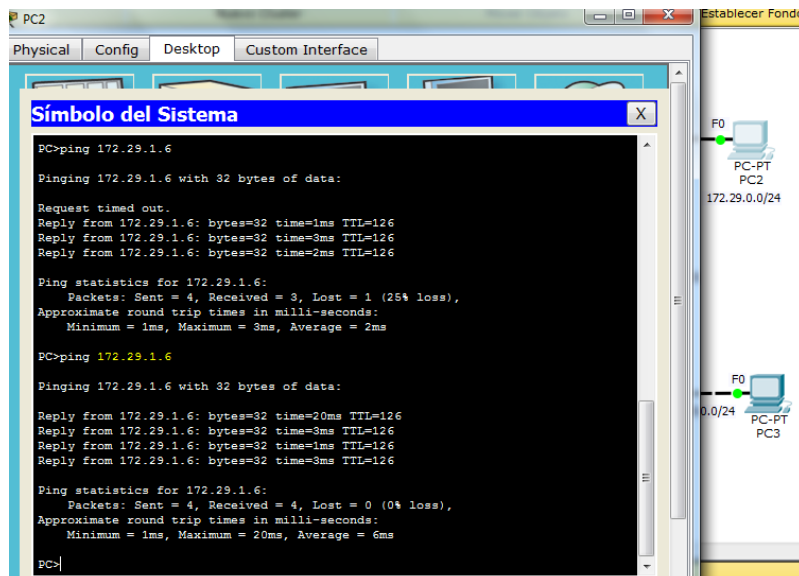 PC2
Establecer Fondo
Physical Config Desktop Custom Interface
Símbolo del Sistema X
PC>ping 172.29.1.6
Pinging 172.29.1.6 with 32 bytes of data:
Request timed out.
Reply from 172.29.1.6: bytes=32 time=1ms TTL=126
Reply from 172.29.1.6: bytes=32 time=3ms TTL=126
Reply from 172.29.1.6: bytes=32 time=2ms TTL=126
Ping statistics for 172.29.1.6:
Packets: Sent = 4, Received = 3, Lost = 1 (25% loss),
Approximate round trip times in milli-seconds:
Minimum = 1ms, Maximum = 3ms, Average = 2ms
PC>ping 172.29.1.6
Pinging 172.29.1.6 with 32 bytes of data:
Reply from 172.29.1.6: bytes=32 time=20ms TTL=126
Reply from 172.29.1.6: bytes=32 time=3ms TTL=126
Reply from 172.29.1.6: bytes=32 time=1ms TTL=126
Reply from 172.29.1.6: bytes=32 time=3ms TTL=126
Ping statistics for 172.29.1.6:
Packets: Sent = 4, Received = 4, Lost = 0 (0% loss),
Approximate round trip times in milli-seconds:
Minimum = 1ms, Maximum = 20ms, Average = 6ms
PC>
F0
PC-PT
PC2
172.29.0.0/24
F0
0.0/24
PC-PT
PC3